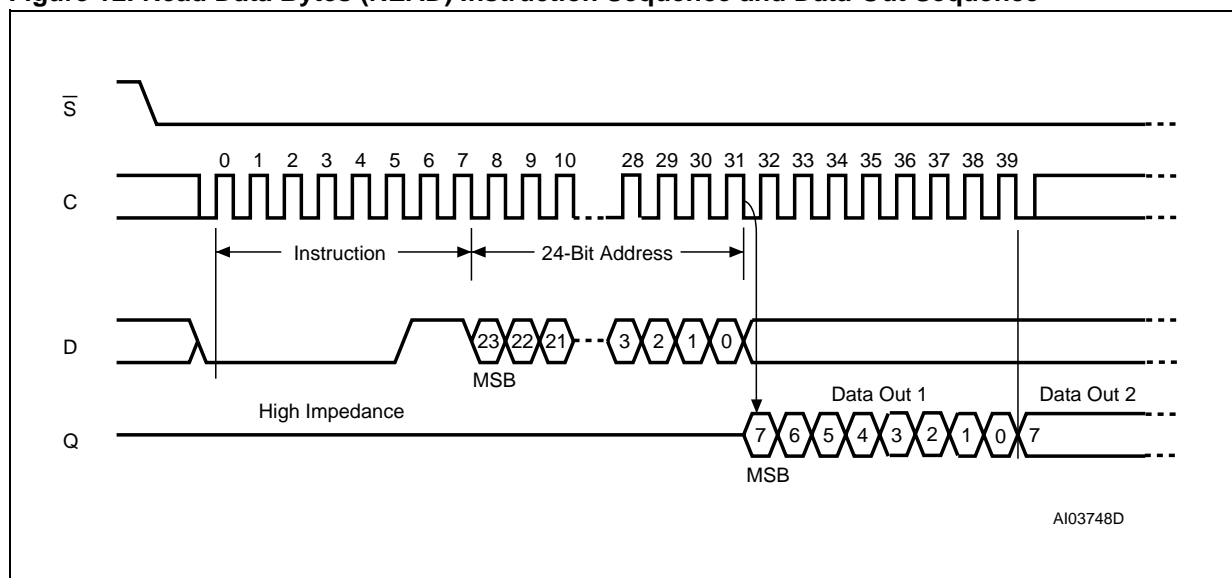 Figure 12. Read Data Bytes (READ) Instruction Sequence and Data-Out Sequence
S
0 1 2 3 4 5 6 7 8 9 10 28 29 30 31 32 33 34 35 36 37 38 39
C
Instruction 24-Bit Address
D
23 22 21 3 2 1 0
MSB
High Impedance Data Out 1 Data Out 2
Q
7 6 5 4 3 2 1 0 7
MSB
AI03748D